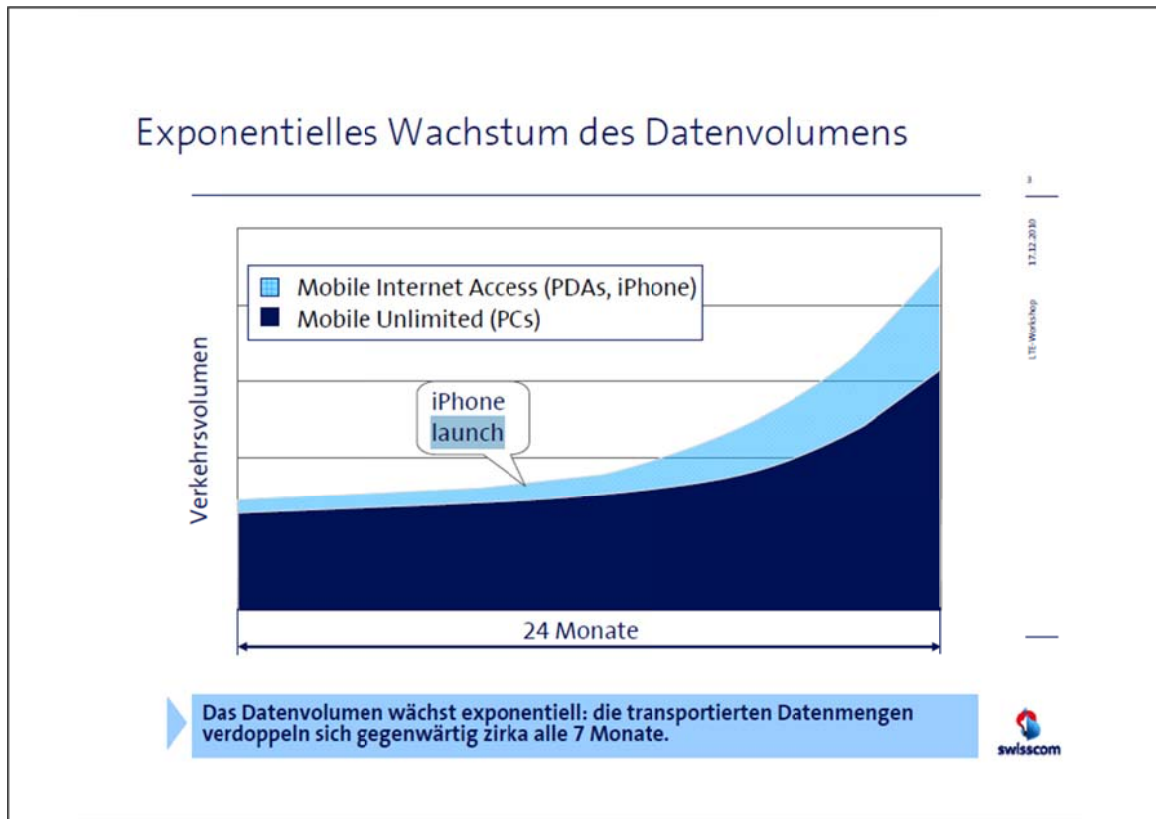 Exponentielles Wachstum des Datenvolumens
3
17.12.2010
LTE-Workshop
Mobile Internet Access (PDAs, iPhone)
Mobile Unlimited (PCs)
Verkehrsvolumen
iPhone
launch
24 Monate
Das Datenvolumen wächst exponentiell: die transportierten Datenmengen
verdoppeln sich gegenwärtig zirka alle 7 Monate.
swisscom